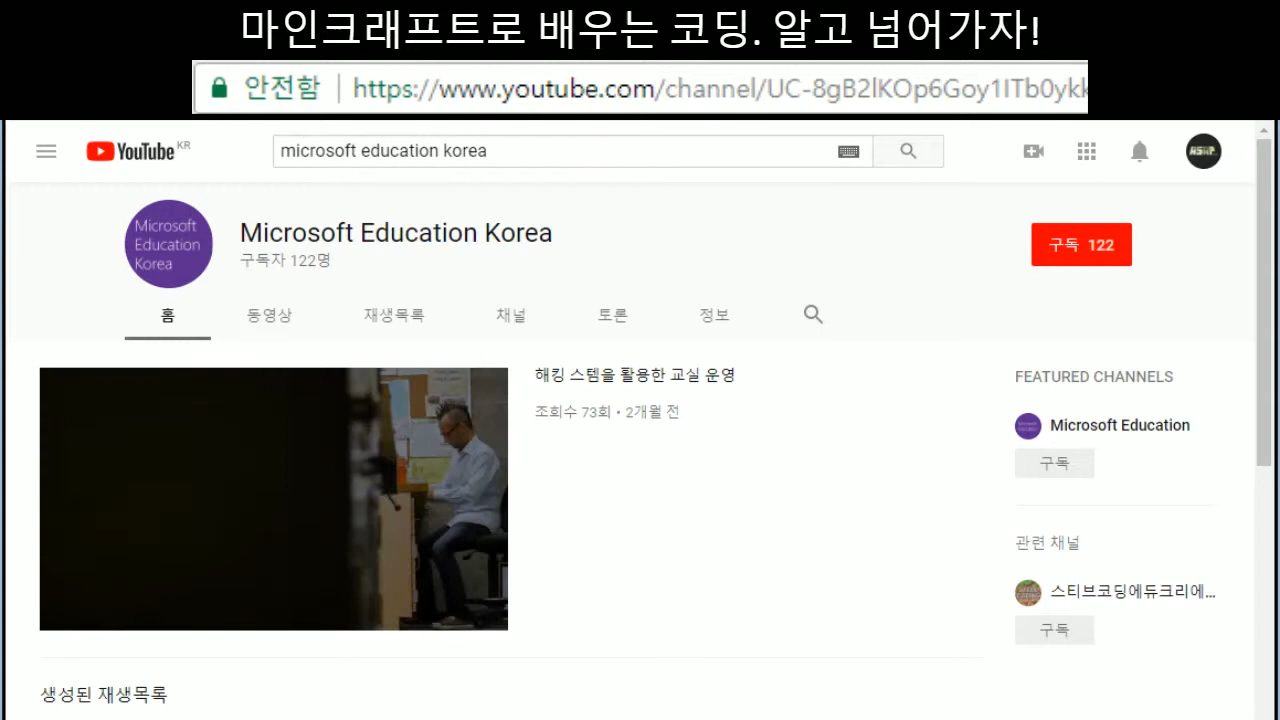 마인크래프트로 배우는 코딩. 알고 넘어가자!
안전함 | https://www.youtube.com/channel/UC-8gB2lKOp6Goy1ITb0ykk
YouTube KR
microsoft education korea
Microsoft Education Korea
Microsoft Education Korea
구독자 122명
구독 122
홈 동영상 재생목록 채널 토론 정보
해킹 스템을 활용한 교실 운영
조회수 73회 • 2개월 전
FEATURED CHANNELS
Microsoft Education
구독
관련 채널
스티브코딩에듀크리에...
구독
생성된 재생목록